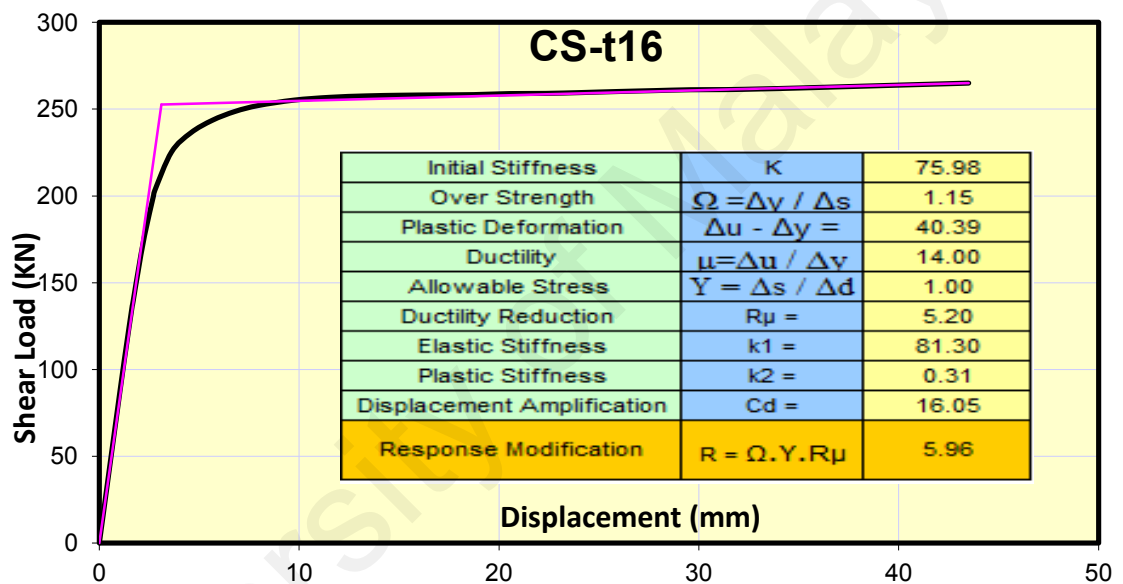 CS-t16
300
250
200
150
100
50
0
Shear Load (KN)
Initial Stiffness K 75.98
Over Strength Ω =Δy / Δs 1.15
Plastic Deformation Δu - Δy = 40.39
Ductility μ=Δu / Δy 14.00
Allowable Stress Y = Δs / Δd 1.00
Ductility Reduction Rμ = 5.20
Elastic Stiffness k1 = 81.30
Plastic Stiffness k2 = 0.31
Displacement Amplification Cd = 16.05
Response Modification R = Ω.Y.Rμ 5.96
Displacement (mm)
0 10 20 30 40 50
rsity of Malay